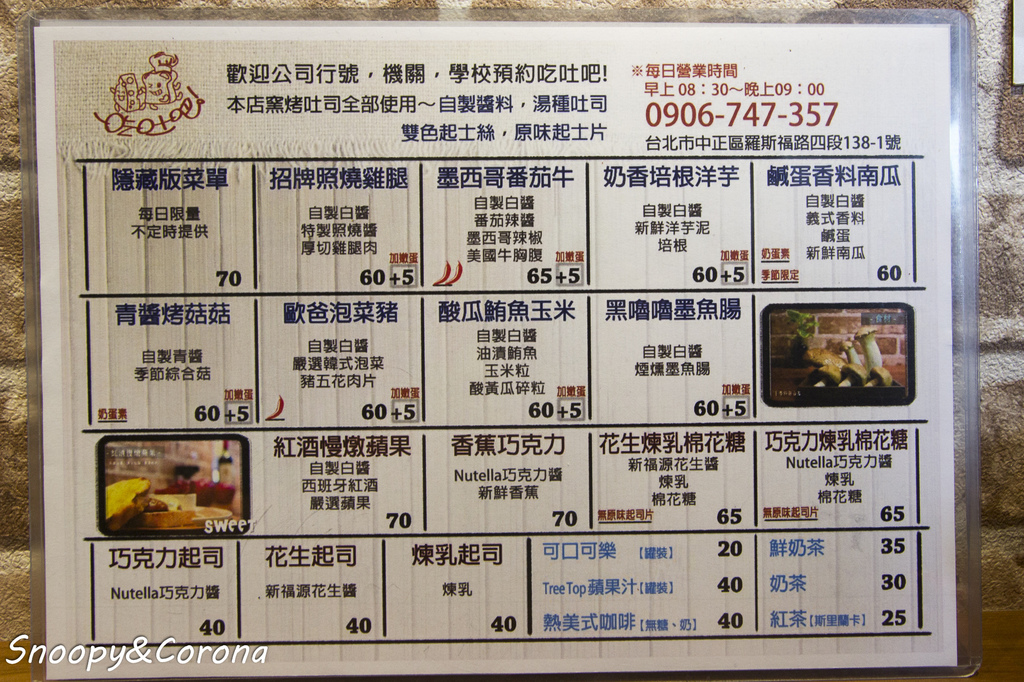 歡迎公司行號，機關，學校預約吃吐吧!
本店窯烤吐司全部使用～自製醬料，湯種吐司
雙色起士絲，原味起士片
※每日營業時間
早上 08：30～晚上09：00
0906-747-357
台北市中正區羅斯福路四段138-1號
隱藏版菜單
每日限量
不定時提供
70
招牌照燒雞腿
自製白醬
特製照燒醬
厚切雞腿肉
加嫩蛋
60 +5
墨西哥番茄牛
自製白醬
番茄辣醬
墨西哥辣椒
美國牛胸腹
加嫩蛋
65 +5
奶香培根洋芋
自製白醬
新鮮洋芋泥
培根
加嫩蛋
60 +5
鹹蛋香料南瓜
自製白醬
義式香料
鹹蛋
新鮮南瓜
奶蛋素
季節限定
60
青醬烤菇菇
自製青醬
季節綜合菇
奶蛋素
加嫩蛋
60 +5
歐爸泡菜豬
自製白醬
嚴選韓式泡菜
豬五花肉片
加嫩蛋
60 +5
酸瓜鮪魚玉米
自製白醬
油漬鮪魚
玉米粒
酸黃瓜碎粒
加嫩蛋
60 +5
黑嚕嚕墨魚腸
自製白醬
煙燻墨魚腸
加嫩蛋
60 +5
SWEET
紅酒慢燉蘋果
自製白醬
西班牙紅酒
嚴選蘋果
70
香蕉巧克力
Nutella巧克力醬
新鮮香蕉
70
花生煉乳棉花糖
新福源花生醬
煉乳
棉花糖
無原味起司片
65
巧克力煉乳棉花糖
Nutella巧克力醬
煉乳
棉花糖
無原味起司片
65
巧克力起司
Nutella巧克力醬
40
花生起司
新福源花生醬
40
煉乳起司
煉乳
40
可口可樂【罐裝】 20
Tree Top蘋果汁【罐裝】 40
熱美式咖啡【無糖、奶】 40
鮮奶茶 35
奶茶 30
紅茶【斯里蘭卡】 25
Snoopy&Corona